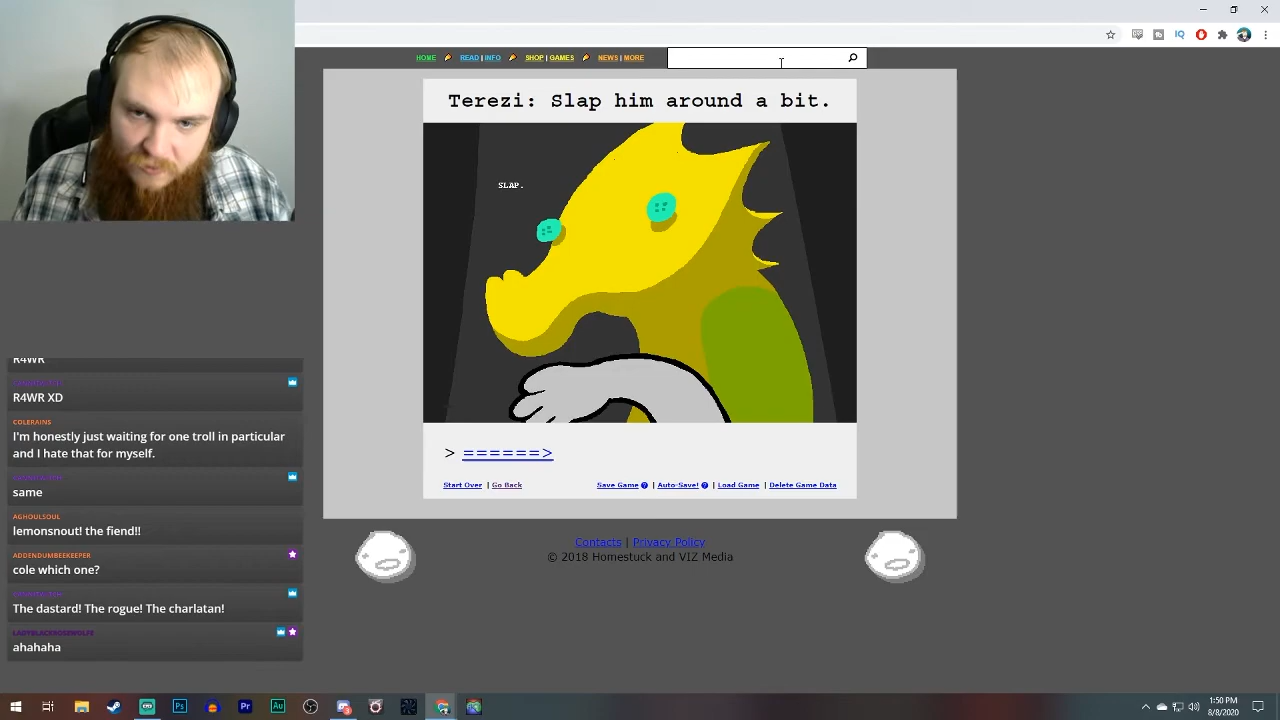 HOME READ | INFO SHOP | GAMES NEWS | MORE
Terezi: Slap him around a bit.
SLAP.
> ======>
Start Over | Go Back Save Game | Auto-Save! | Load Game | Delete Game Data
Contacts | Privacy Policy
© 2018 Homestuck and VIZ Media
R4WR
R4WR XD
COLERAINS
I'm honestly just waiting for one troll in particular
and I hate that for myself.
same
AGHOULSOUL
lemonsnout! the fiend!!
ADDENDUMBEEKEEPER
cole which one?
The dastard! The rogue! The charlatan!
LADYBLACKROSEWOLFE
ahahaha
1:50 PM
8/8/2020